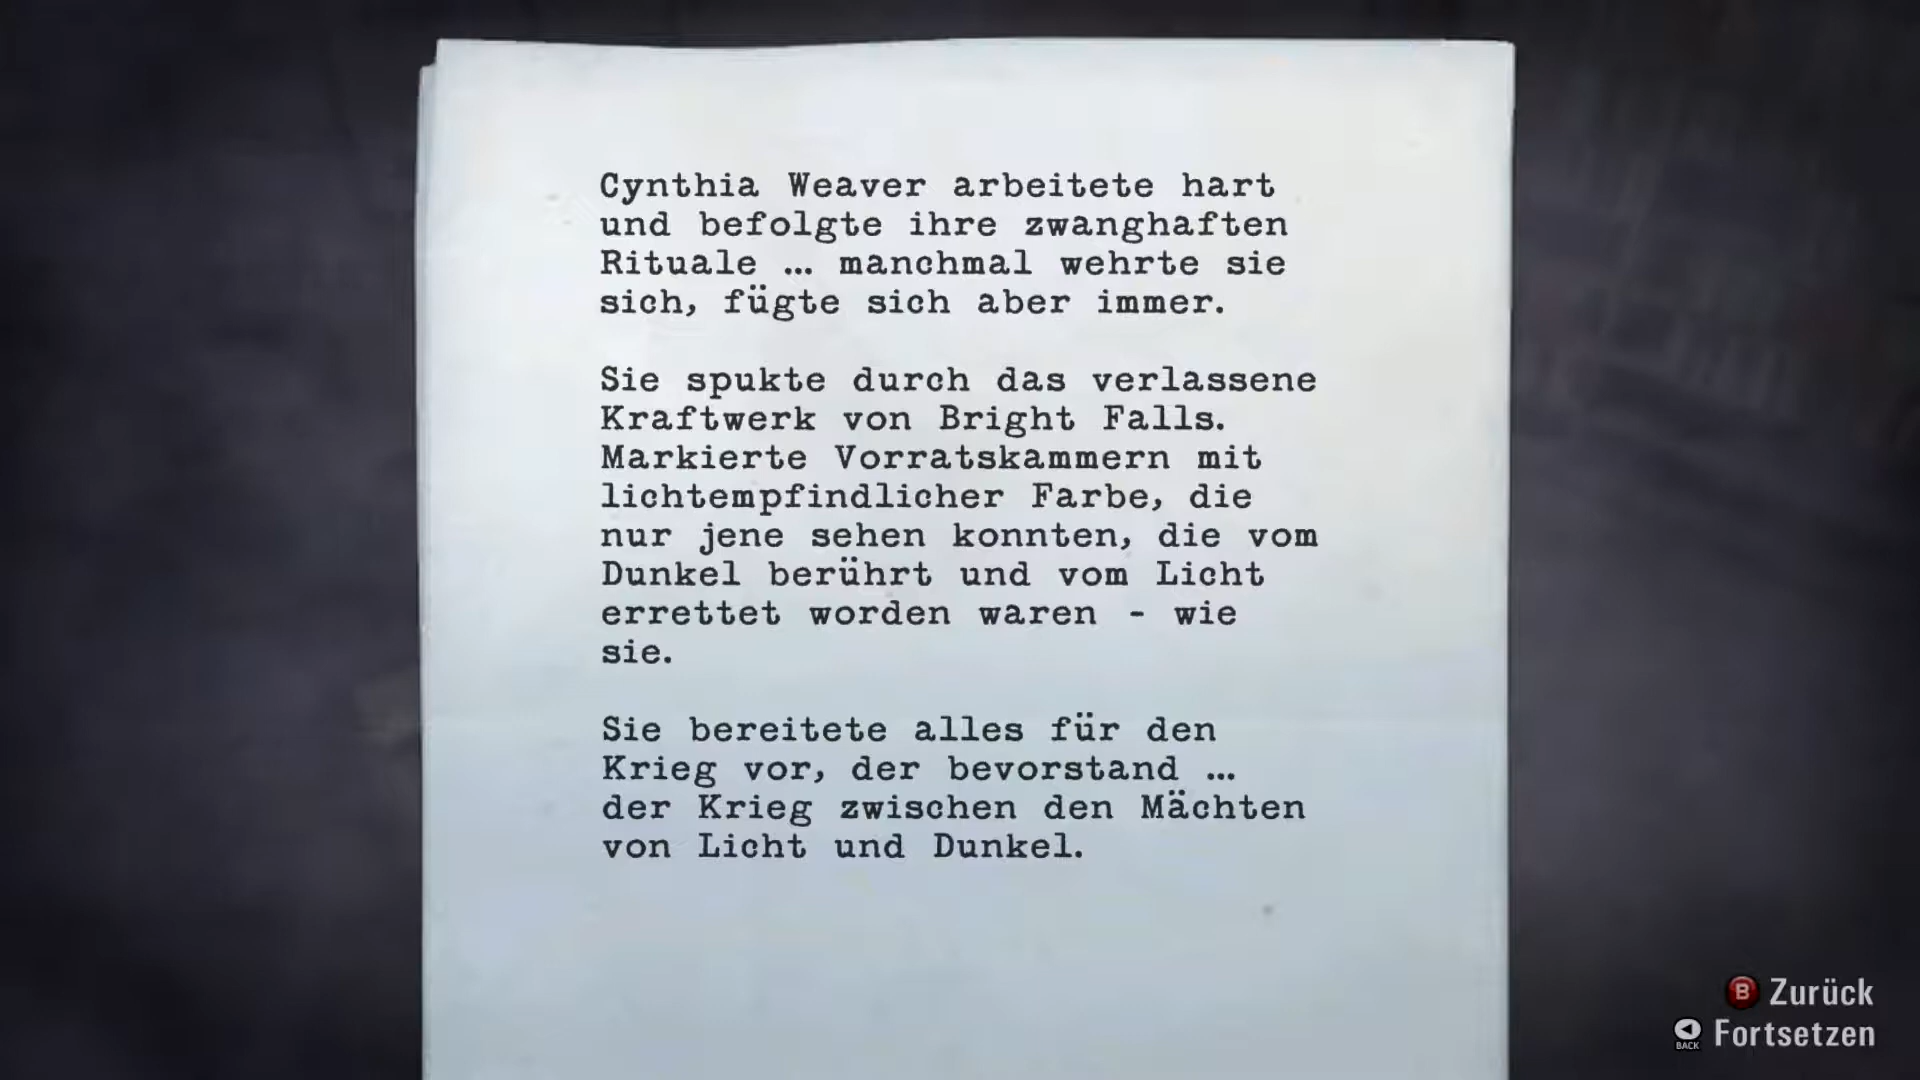 Cynthia Weaver arbeitete hart
und befolgte ihre zwanghaften
Rituale … manchmal wehrte sie
sich, fügte sich aber immer.
Sie spukte durch das verlassene
Kraftwerk von Bright Falls.
Markierte Vorratskammern mit
lichtempfindlicher Farbe, die
nur jene sehen konnten, die vom
Dunkel berührt und vom Licht
errettet worden waren - wie
sie.
Sie bereitete alles für den
Krieg vor, der bevorstand …
der Krieg zwischen den Mächten
von Licht und Dunkel.
B Zurück
BACK Fortsetzen